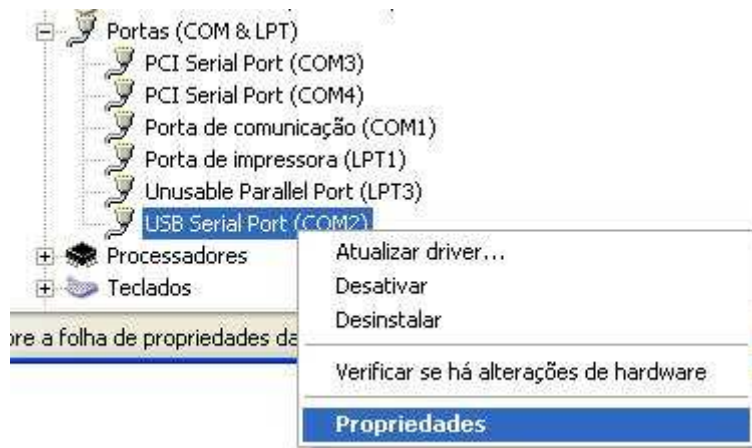 Portas (COM & LPT)
PCI Serial Port (COM3)
PCI Serial Port (COM4)
Porta de comunicação (COM1)
Porta de impressora (LPT1)
Unusable Parallel Port (LPT3)
USB Serial Port (COM2)
Processadores
Teclados
re a folha de propriedades da
Atualizar driver...
Desativar
Desinstalar
Verificar se há alterações de hardware
Propriedades